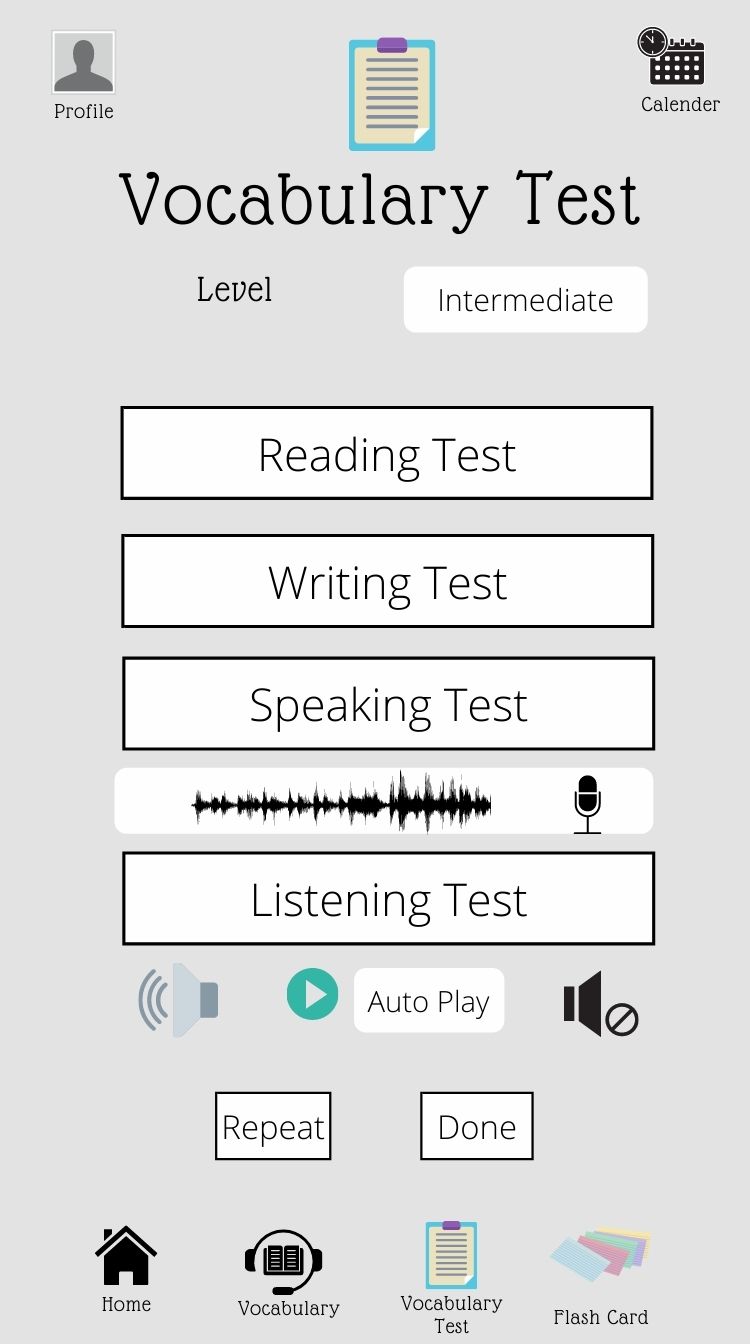 Profile
Calender
Vocabulary Test
Level
Intermediate
Reading Test
Writing Test
Speaking Test
Listening Test
Auto Play
Repeat
Done
Home
Vocabulary
Vocabulary
Test
Flash Card